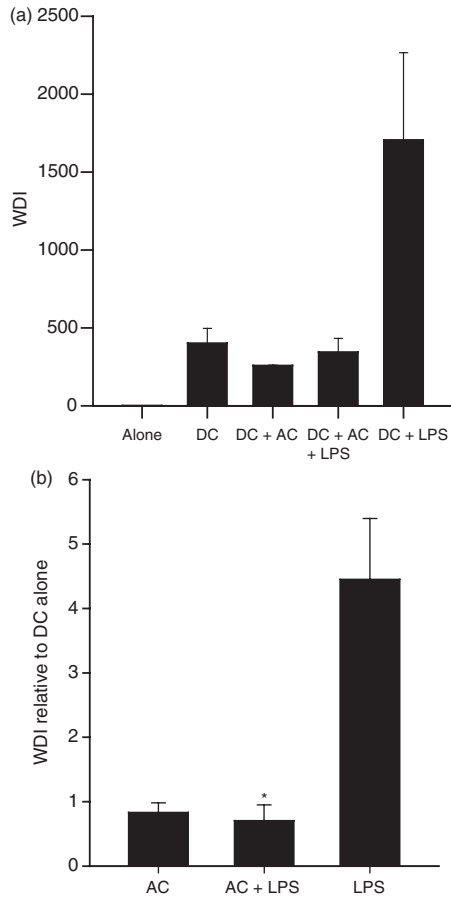 (a)
2500
2000
1500
1000
500
0
WDI
Alone DC DC + AC DC + AC DC + LPS
+ LPS
(b)
6
5
4
3
2
1
0
WDI relative to DC alone
*
AC AC + LPS LPS